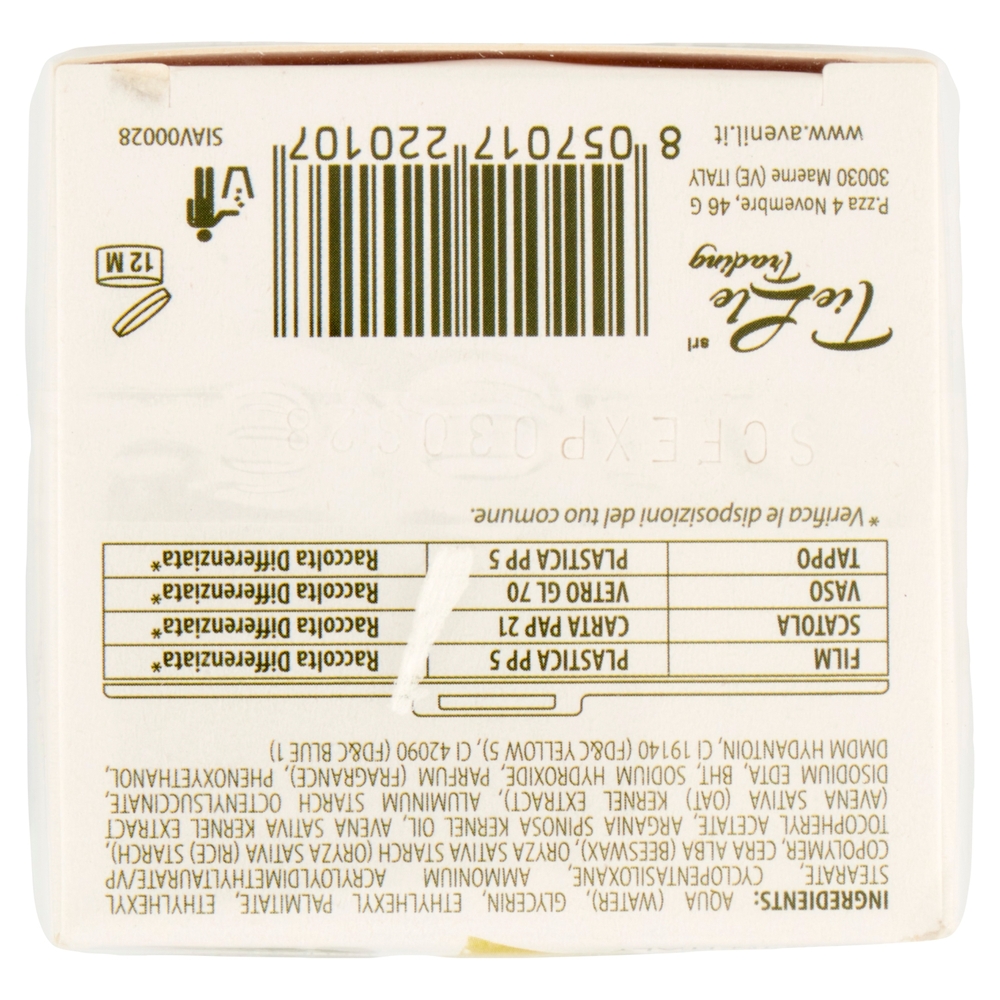 INGREDIENTS: AQUA (WATER), GLYCERIN, ETHYLHEXYL PALMITATE, ETHYLHEXYL
STEARATE, CYCLOPENTASILOXANE, AMMONIUM ACRYLOYLDIMETHYLTAURATE/VP
COPOLYMER, CERA ALBA (BEESWAX), ORYZA SATIVA STARCH (ORYZA SATIVA (RICE) STARCH),
TOCOPHERYL ACETATE, ARGANIA SPINOSA KERNEL OIL, AVENA SATIVA KERNEL EXTRACT
(AVENA SATIVA (OAT) KERNEL EXTRACT), ALUMINUM STARCH OCTENYLSUCCINATE,
DISODIUM EDTA, BHT, SODIUM HYDROXIDE, PARFUM (FRAGRANCE), PHENOXYETHANOL,
DMDM HYDANTOIN, CI 19140 (FD&C YELLOW 5), CI 42090 (FD&C BLUE 1)
FILM PLASTICA PP 5 Raccolta Differenziata*
SCATOLA CARTA PAP 21 Raccolta Differenziata*
VASO VETRO GL 70 Raccolta Differenziata*
TAPPO PLASTICA PP 5 Raccolta Differenziata*
*Verifica le disposizioni del tuo comune.
TieLle srl
Trading
P.zza 4 Novembre, 46 G
30030 Maerne (VE) ITALY
www.avenil.it
8 057017 220107
12 M
SIAV00028